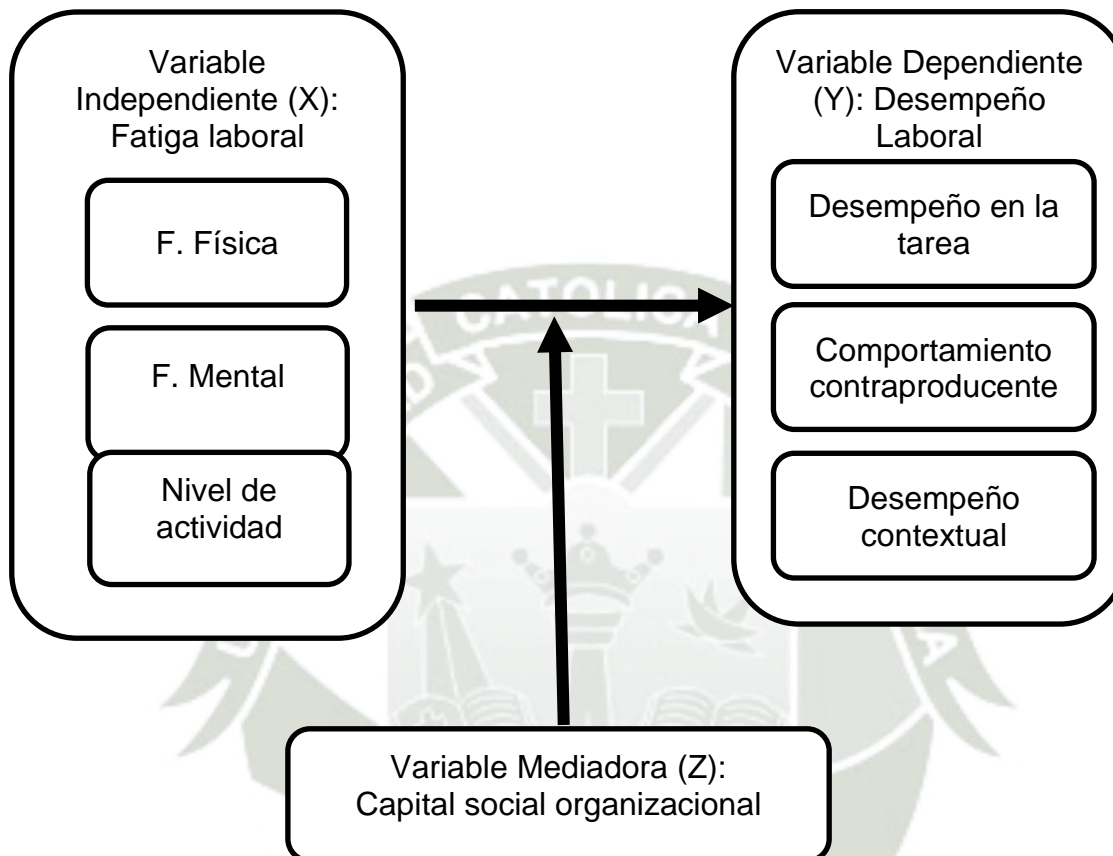 Variable
Independiente (X):
Fatiga laboral
F. Física
F. Mental
Nivel de
actividad
Variable Dependiente
(Y): Desempeño
Laboral
Desempeño en la
tarea
Comportamiento
contraproducente
Desempeño
contextual
CATOLICA
Variable Mediadora (Z):
Capital social organizacional